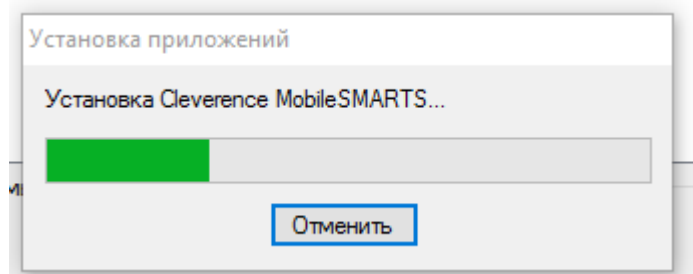 Установка приложений
Установка Cleverence MobileSMARTS...
Отменить